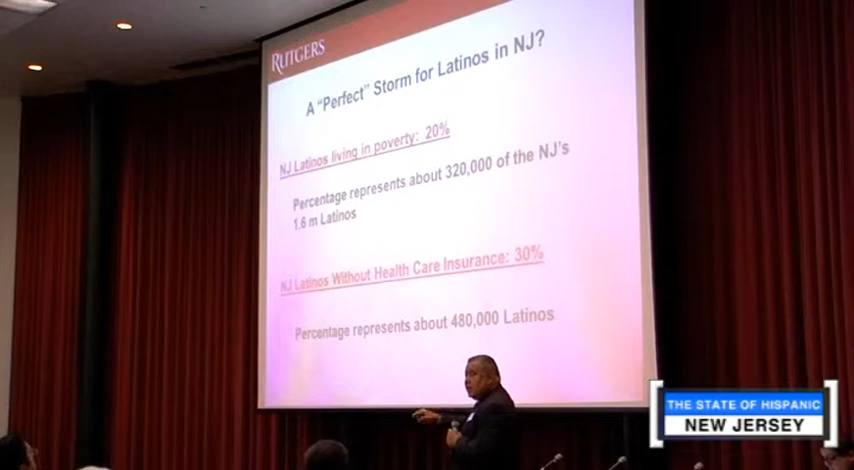 RUTGERS
A "Perfect" Storm for Latinos in NJ?
NJ Latinos living in poverty: 20%
Percentage represents about 320,000 of the NJ's
1.6 m Latinos
NJ Latinos Without Health Care Insurance: 30%
Percentage represents about 480,000 Latinos
THE STATE OF HISPANIC
NEW JERSEY